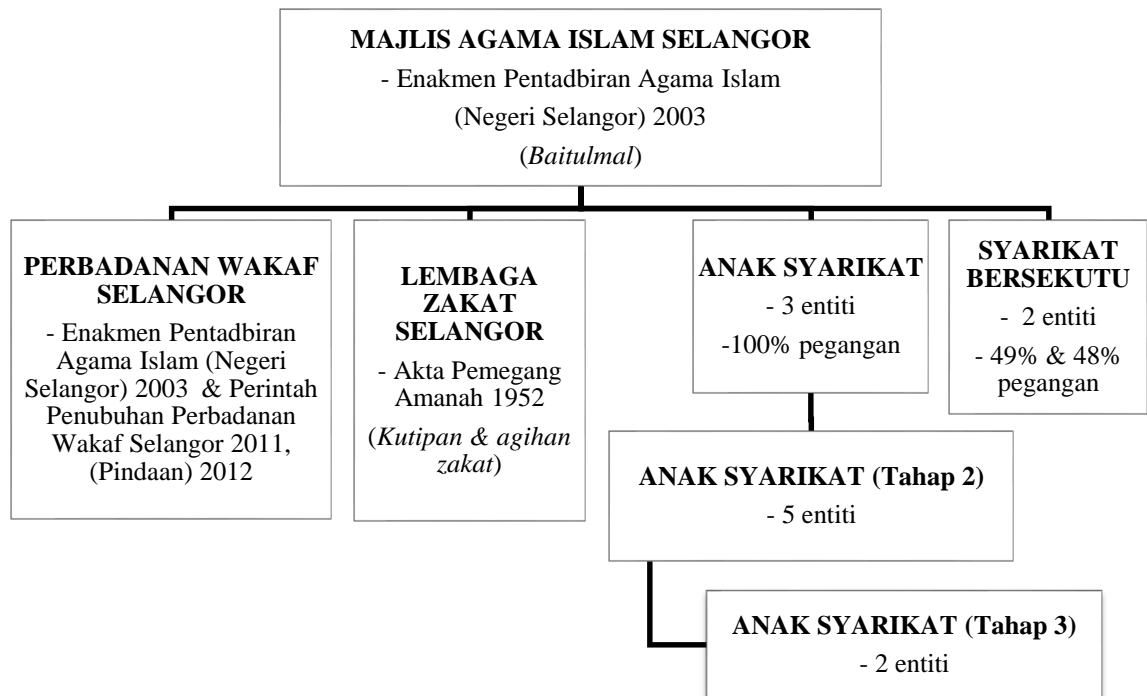 MAJLIS AGAMA ISLAM SELANGOR
- Enakmen Pentadbiran Agama Islam
(Negeri Selangor) 2003
(Baitulmal)
PERBADANAN WAKAF
SELANGOR
- Enakmen Pentadbiran
Agama Islam (Negeri
Selangor) 2003 & Perintah
Penubuhan Perbadanan
Wakaf Selangor 2011,
(Pindaan) 2012
LEMBAGA
ZAKAT
SELANGOR
- Akta Pemegang
Amanah 1952
(Kutipan & agihan
zakat)
ANAK SYARIKAT
- 3 entiti
-100% pegangan
SYARIKAT
BERSEKUTU
- 2 entiti
- 49% & 48%
pegangan
ANAK SYARIKAT (Tahap 2)
- 5 entiti
ANAK SYARIKAT (Tahap 3)
- 2 entiti